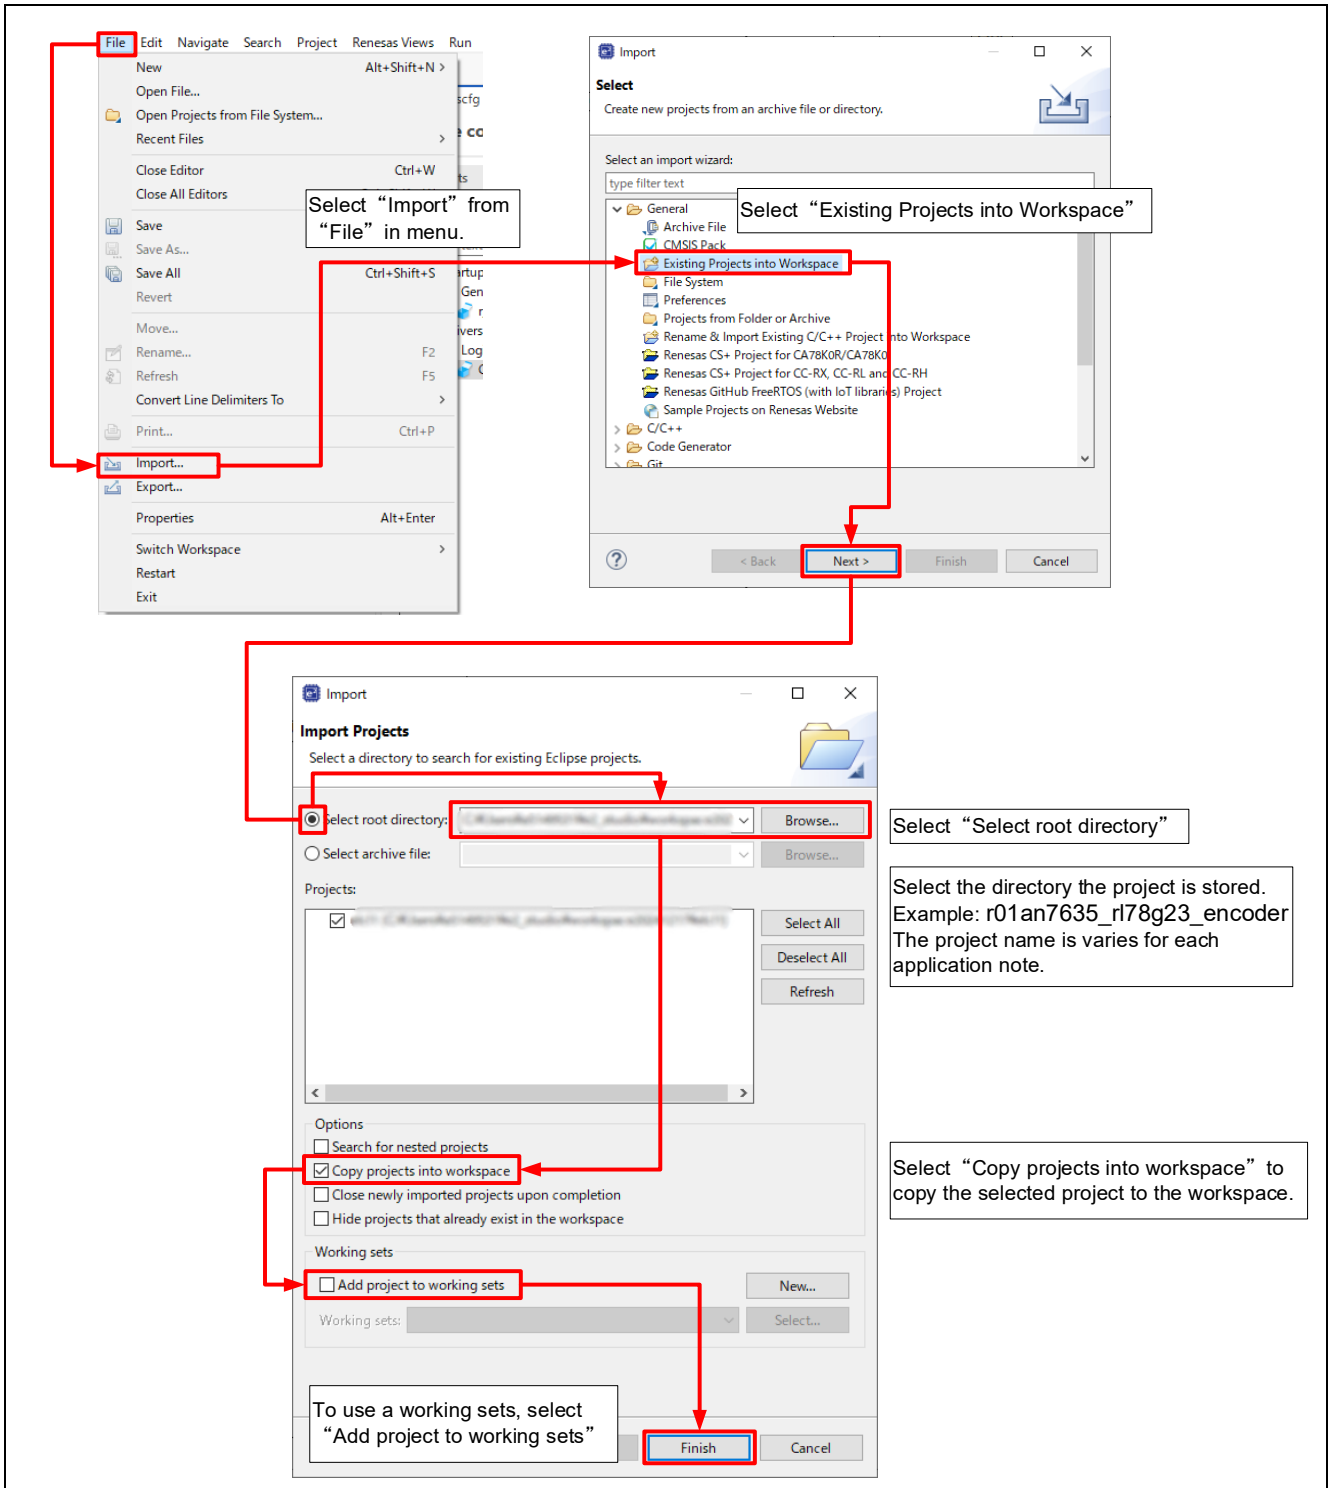 File Edit Navigate Search Project Renesas Views Run
New Alt+Shift+N >
Open File...
Open Projects from File System...
Recent Files >
Close Editor Ctrl+W
Close All Editors
Save
Save As...
Save All Ctrl+Shift+S
Revert
Move...
Rename... F2
Refresh F5
Convert Line Delimiters To >
Print... Ctrl+P
Import...
Export...
Properties Alt+Enter
Switch Workspace >
Restart
Exit
scfg
Gen
Log
Select “Import” from
“File” in menu.
Import
Select
Create new projects from an archive file or directory.
Select an import wizard:
type filter text
General
Archive File
CMSIS Pack
Existing Projects into Workspace
File System
Preferences
Projects from Folder or Archive
Rename & Import Existing C/C++ Project into Workspace
Renesas CS+ Project for CA78K0R/CA78K0
Renesas CS+ Project for CC-RX, CC-RL and CC-RH
Renesas GitHub FreeRTOS (with IoT libraries) Project
Sample Projects on Renesas Website
> C/C++
> Code Generator
> Git
Select “Existing Projects into Workspace”
< Back Next > Finish Cancel
Import
Import Projects
Select a directory to search for existing Eclipse projects.
Select root directory: Browse...
Select archive file: Browse...
Projects:
Select All
Deselect All
Refresh
Options
Search for nested projects
Copy projects into workspace
Close newly imported projects upon completion
Hide projects that already exist in the workspace
Working sets
Add project to working sets New...
Working sets: Select...
To use a working sets, select
“Add project to working sets”
Finish Cancel
Select “Select root directory”
Select the directory the project is stored.
Example: r01an7635_rl78g23_encoder
The project name is varies for each
application note.
Select “Copy projects into workspace” to
copy the selected project to the workspace.